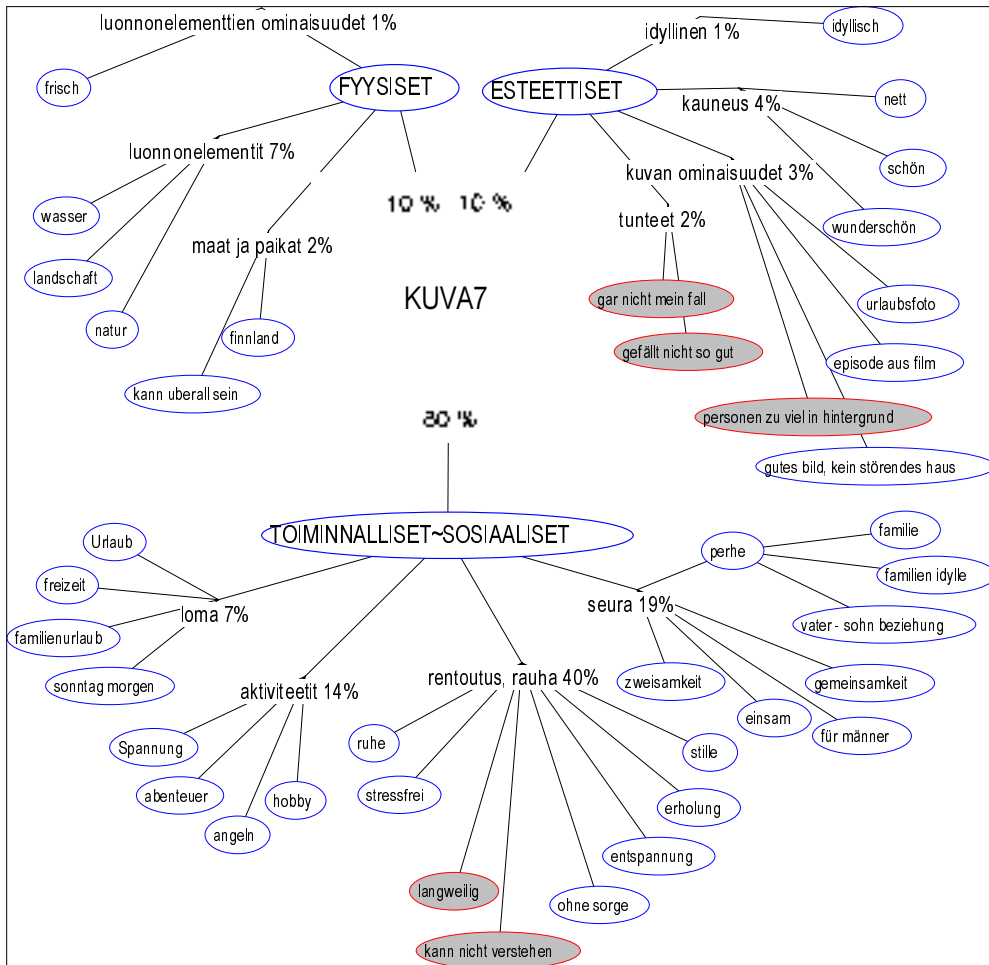 luonnonelementtien ominaisuudet 1%
idyllinen 1%
idyllisch
frisch
FYYSISET
ESTEETTISET
nett
kauneus 4%
luonnonelementit 7%
schön
kuvan ominaisuudet 3%
wasser
10 %
10 %
tunteet 2%
wunderschön
maat ja paikat 2%
landschaft
KUVA7
gar nicht mein fall
urlaubsfoto
natur
finnland
gefällt nicht so gut
episode aus film
kann uberall sein
personen zu viel in hintergrund
80 %
gutes bild, kein störendes haus
TOIMINNALLISET~SOSIAALISET
Urlaub
familie
perhe
freizeit
familien idylle
loma 7%
seura 19%
familienurlaub
vater - sohn beziehung
sonntag morgen
aktiviteetit 14%
rentoutus, rauha 40%
zweisamkeit
gemeinsamkeit
einsam
für männer
Spannung
ruhe
stille
abenteuer
hobby
stressfrei
erholung
angeln
entspannung
langweilig
ohne sorge
kann nicht verstehen